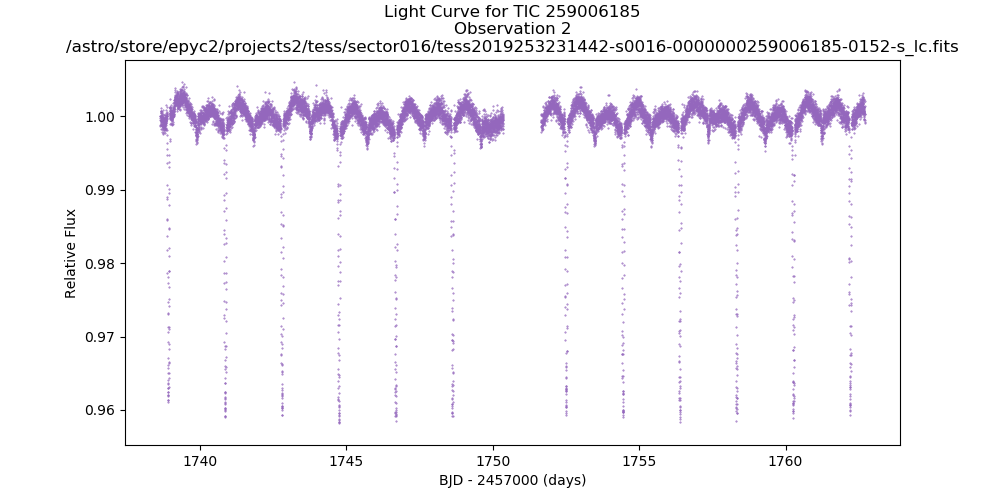 Light Curve for TIC 259006185
Observation 2
/astro/store/epyc2/projects2/tess/sector016/tess2019253231442-s0016-0000000259006185-0152-s_lc.fits
1.00
0.99
0.98
0.97
0.96
Relative Flux
1740
1745
1750
1755
1760
BJD - 2457000 (days)